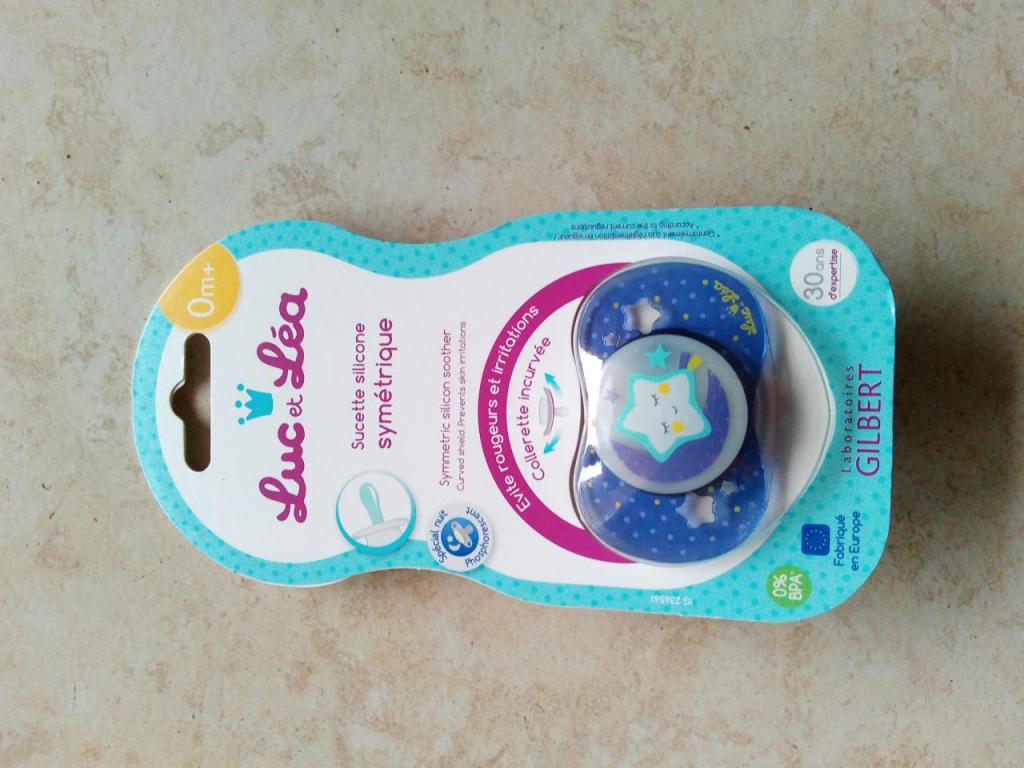 0m+
Luc et Léa
Sucette silicone
symétrique
Symmetric silicon soother
Curved shield. Prevents skin irritations
Spécial nuit
Phosphorescent
Evite rougeurs et irritations
Collerette incurvée
Luc & Léa
* Conformément à la réglementation en vigueur /
* According to the current regulations
IG 236561
30 ans
d'expertise
0%
BPA*
Fabriqué
en Europe
Laboratoires
GILBERT